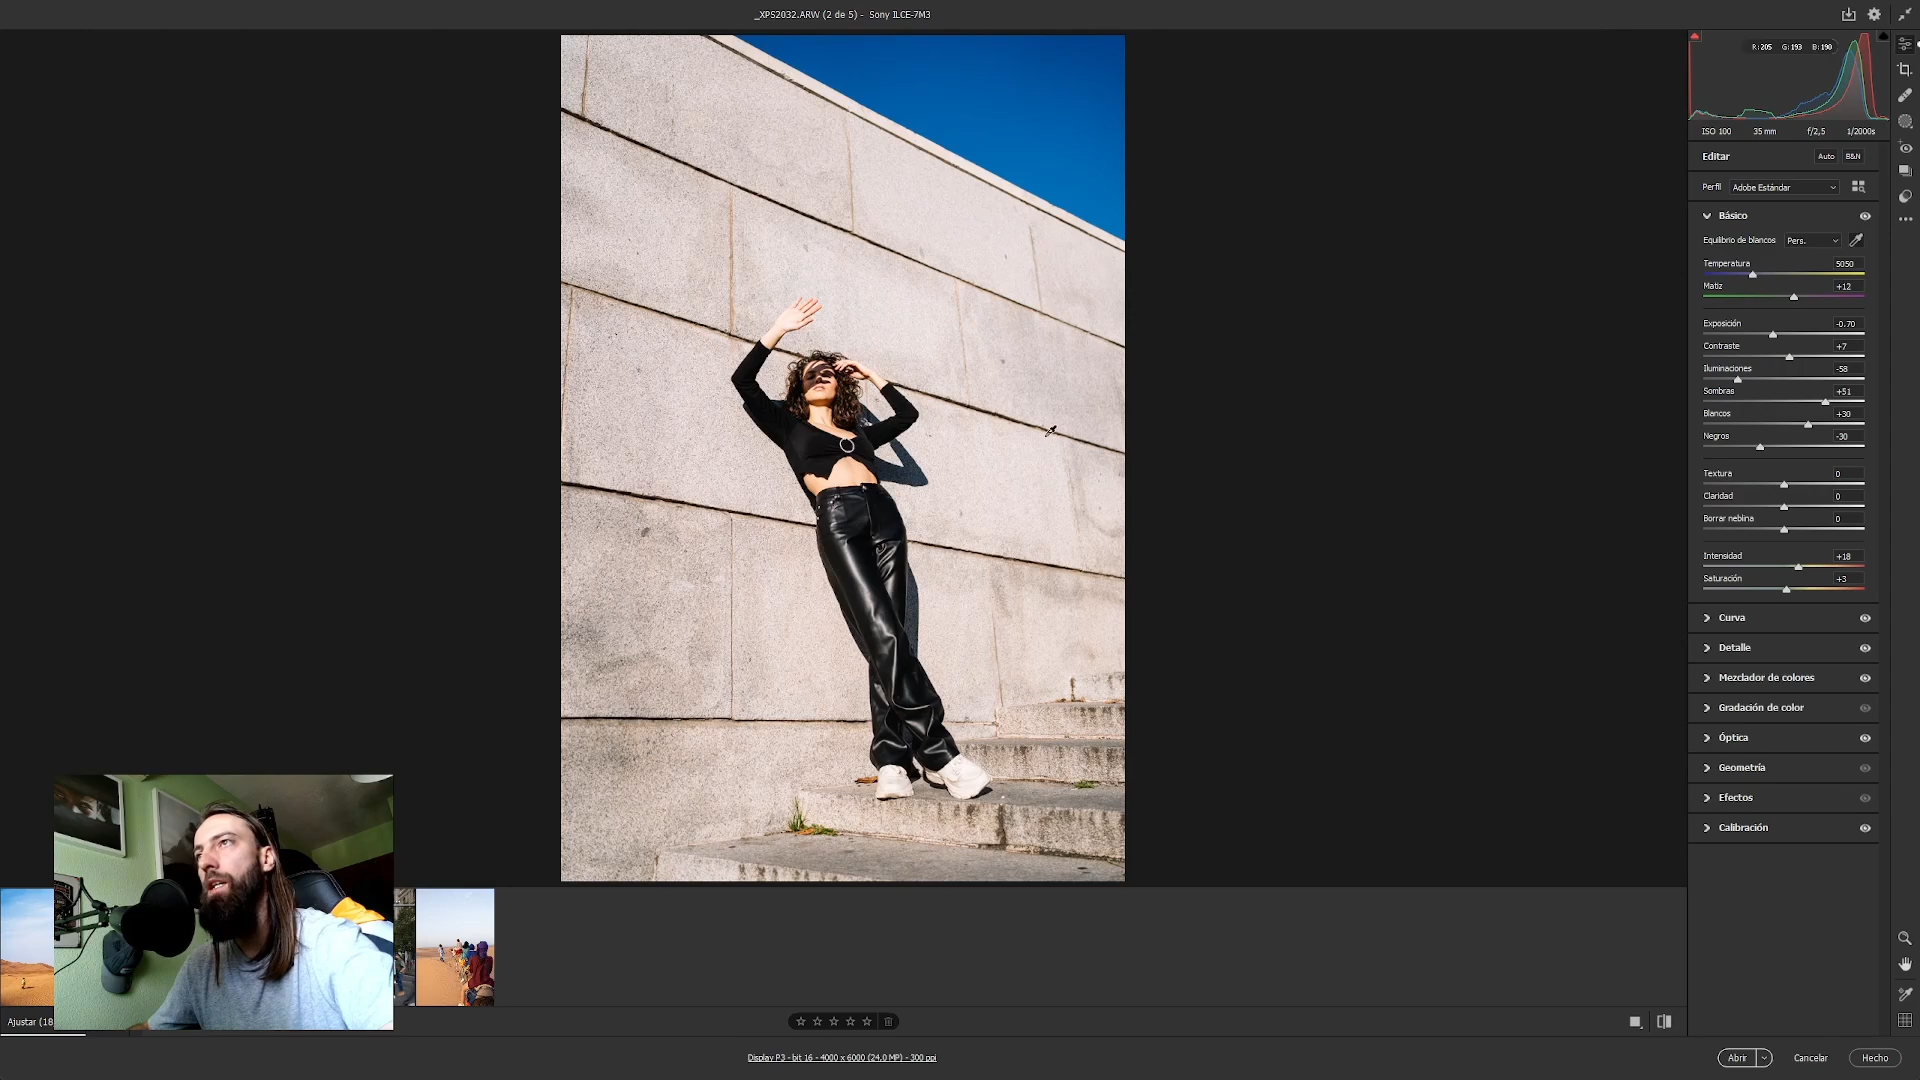 _XPS2032.ARW (2 de 5) - Sony ILCE-7M3
R: 205 G: 193 B: 190
ISO 100 35 mm f/2,5 1/2000s
Editar Auto B&N
Perfil Adobe Estándar
Básico
Equilibrio de blancos Pers.
Temperatura 5050
Matiz +12
Exposición -0.70
Contraste +7
Iluminaciones -58
Sombras +51
Blancos +30
Negros -30
Textura 0
Claridad 0
Borrar neblina 0
Intensidad +18
Saturación +3
Curva
Detalle
Mezclador de colores
Gradación de color
Óptica
Geometría
Efectos
Calibración
Ajustar (18
Display P3 - bit 16 - 4000 x 6000 (24.0 MP) - 300 ppi
Abrir Cancelar Hecho